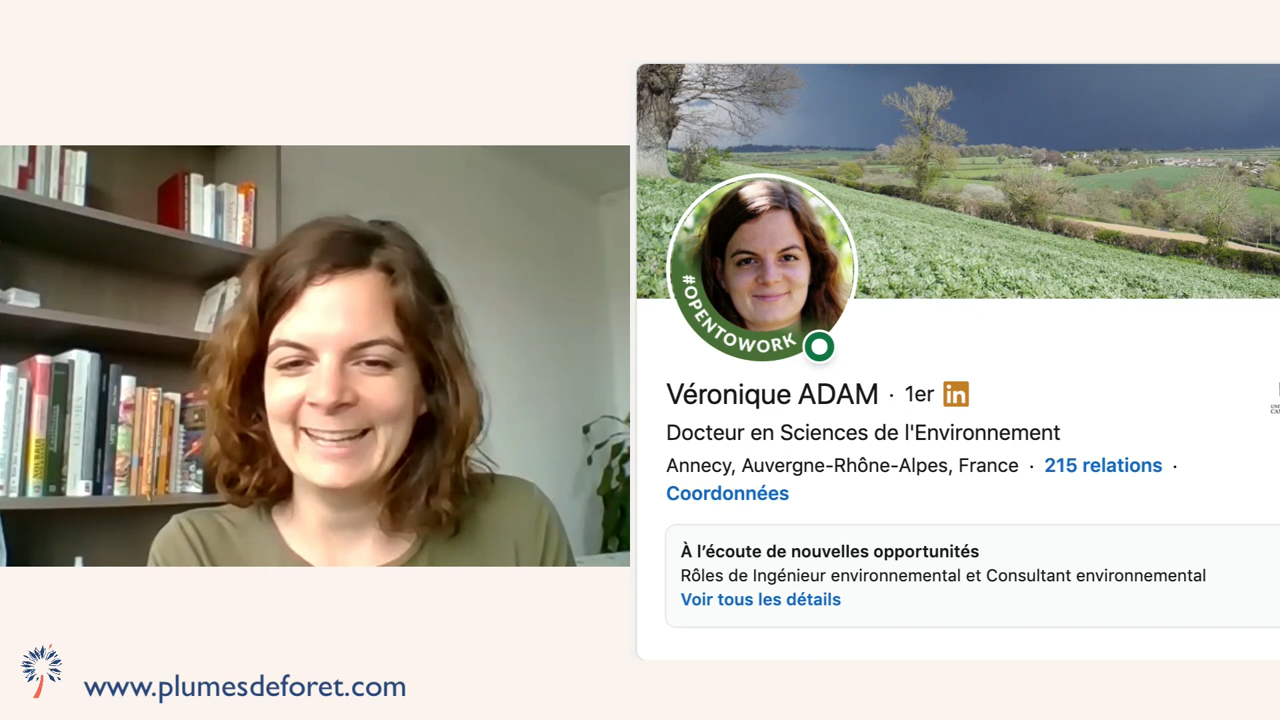 #OPENTOWORK
Véronique ADAM · 1er in
Docteur en Sciences de l'Environnement
Annecy, Auvergne-Rhône-Alpes, France · 215 relations ·
Coordonnées
À l'écoute de nouvelles opportunités
Rôles de Ingénieur environnemental et Consultant environnemental
Voir tous les détails
www.plumesdeforet.com